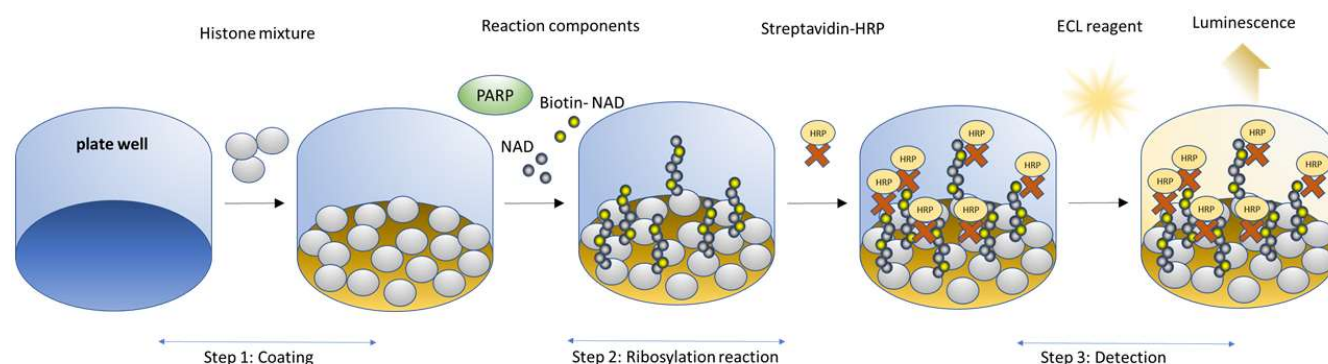 Histone mixture
Reaction components
Streptavidin-HRP
ECL reagent
Luminescence
plate well
PARP
Biotin- NAD
NAD
HRP
HRP
HRP
HRP
HRP
HRP
HRP
HRP
HRP
HRP
HRP
HRP
HRP
Step 1: Coating
Step 2: Ribosylation reaction
Step 3: Detection